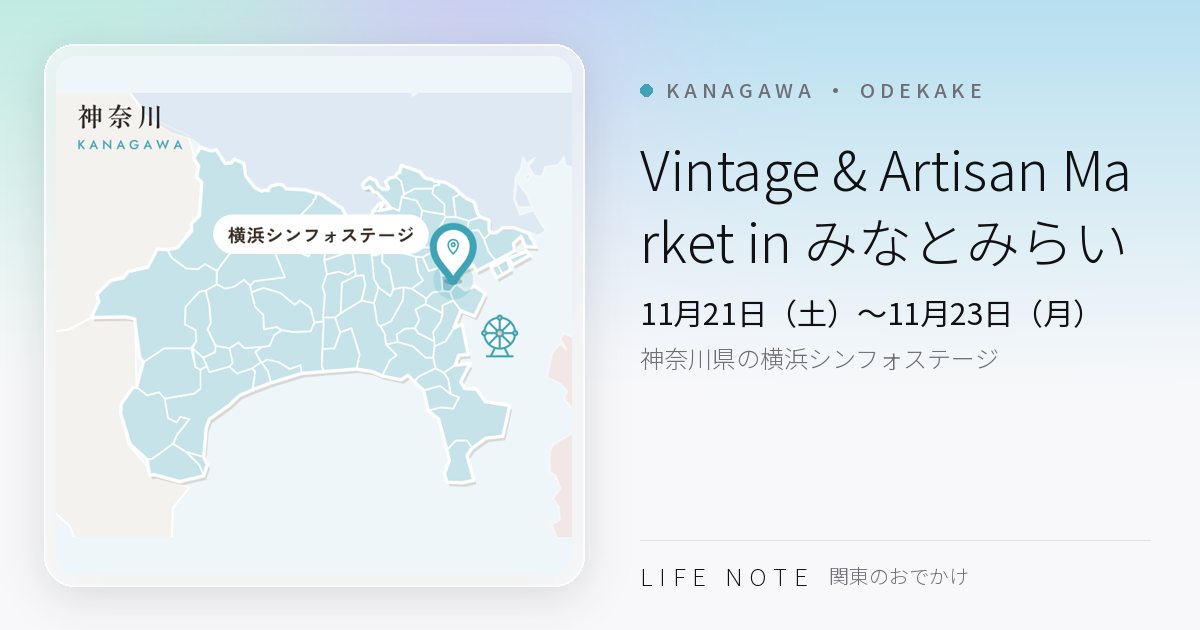 神奈川
KANAGAWA
横浜シンフォステージ
KANAGAWA • ODEKAKE
Vintage & Artisan Ma
rket in みなとみらい
11月21日（土）〜11月23日（月）
神奈川県の横浜シンフォステージ
LIFE NOTE 関東のおでかけ